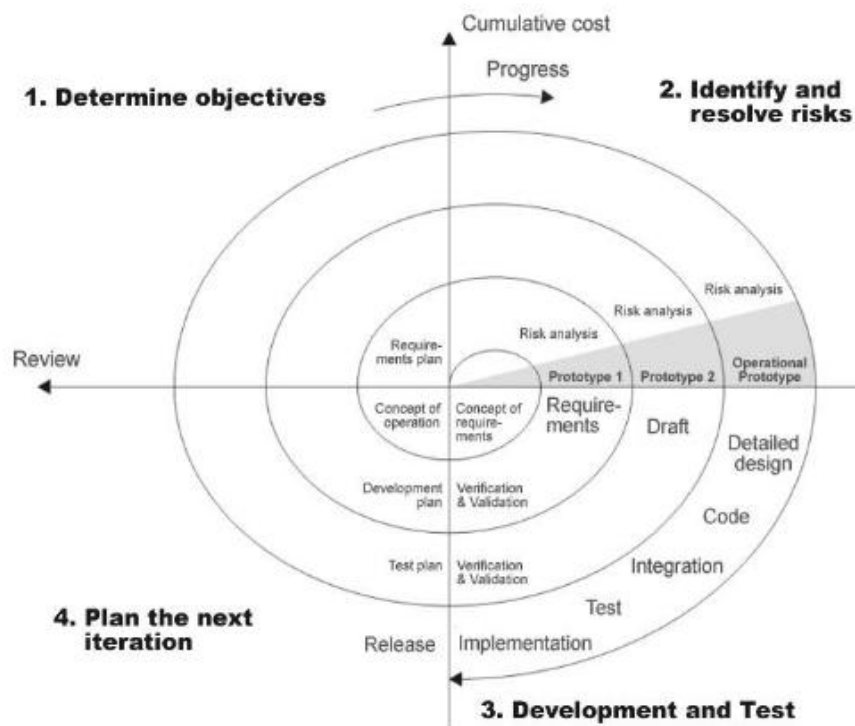 Cumulative cost
Progress
1. Determine objectives
2. Identify and
resolve risks
Risk analysis
Risk analysis
Risk analysis
Require-
ments plan
Review
Prototype 1
Prototype 2
Operational
Prototype
Concept of
operation
Concept of
require-
ments
Require-
ments
Draft
Detailed
design
Development
plan
Verification
& Validation
Code
Test plan
Verification
& Validation
Integration
Test
4. Plan the next
iteration
Release
Implementation
3. Development and Test